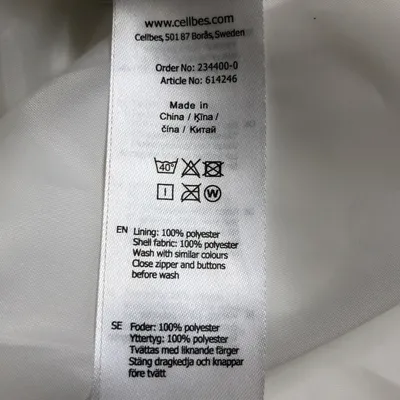 www.cellbes.com
Cellbes, 501 87 Borås, Sweden
Order No: 234400-0
Article No: 614246
Made in
China / Ķīna /
čína / Китай
40°
W
EN Lining: 100% polyester
Shell fabric: 100% polyester
Wash with similar colours
Close zipper and buttons
before wash
SE Foder: 100% polyester
Yttertyg: 100% polyester
Tvättas med liknande färger
Stäng dragkedja och knappar
före tvätt